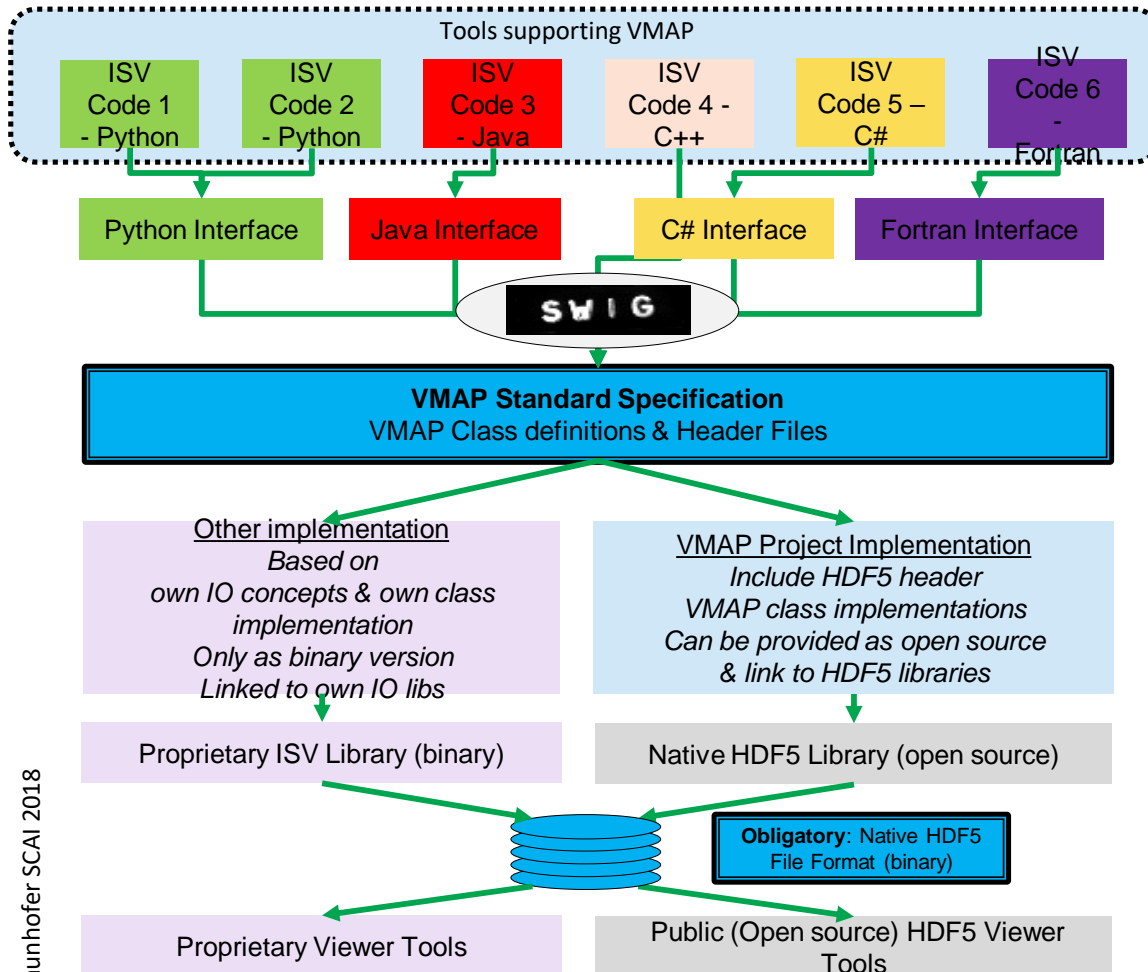 Tools supporting VMAP
ISV
Code 1
- Python
ISV
Code 2
- Python
ISV
Code 3
- Java
ISV
Code 4 -
C++
ISV
Code 5 –
C#
ISV
Code 6
-
Fortran
Python Interface
Java Interface
C# Interface
Fortran Interface
SWIG
VMAP Standard Specification
VMAP Class definitions & Header Files
Other implementation
Based on
own IO concepts & own class
implementation
Only as binary version
Linked to own IO libs
VMAP Project Implementation
Include HDF5 header
VMAP class implementations
Can be provided as open source
& link to HDF5 libraries
Proprietary ISV Library (binary)
Native HDF5 Library (open source)
Obligatory: Native HDF5
File Format (binary)
Proprietary Viewer Tools
Public (Open source) HDF5 Viewer
Tools
SCAI 2018